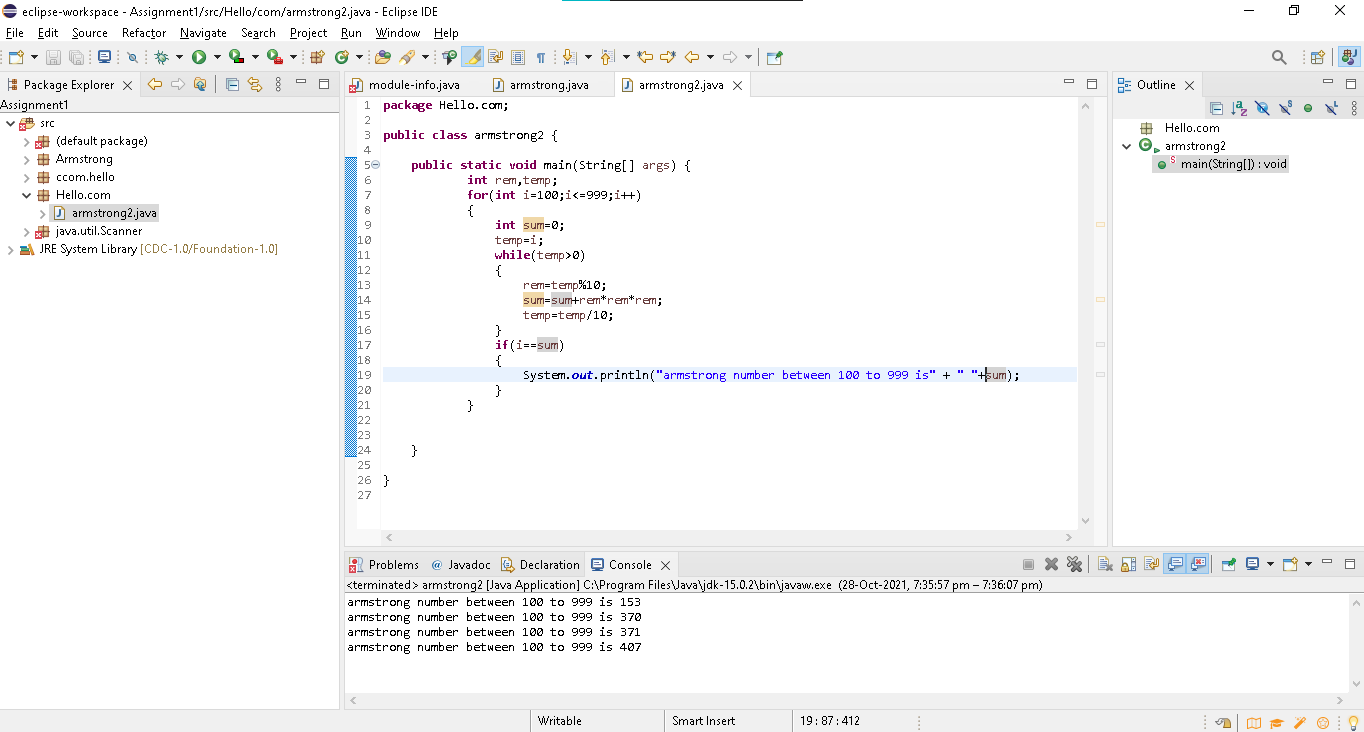 eclipse-workspace - Assignment1/src/Hello/com/armstrong2.java - Eclipse IDE
File Edit Source Refactor Navigate Search Project Run Window Help
Package Explorer
Assignment1
src
(default package)
Armstrong
ccom.hello
Hello.com
armstrong2.java
java.util.Scanner
JRE System Library [CDC-1.0/Foundation-1.0]
module-info.java armstrong.java armstrong2.java
1 package Hello.com;
2
3 public class armstrong2 {
4
5 public static void main(String[] args) {
6 int rem,temp;
7 for(int i=100;i<=999;i++)
8 {
9 int sum=0;
10 temp=i;
11 while(temp>0)
12 {
13 rem=temp%10;
14 sum=sum+rem*rem*rem;
15 temp=temp/10;
16 }
17 if(i==sum)
18 {
19 System.out.println("armstrong number between 100 to 999 is" + " "+sum);
20 }
21 }
22
23
24 }
25
26 }
27
Outline
Hello.com
armstrong2
main(String[]) : void
Problems @ Javadoc Declaration Console
<terminated> armstrong2 [Java Application] C:\Program Files\Java\jdk-15.0.2\bin\javaw.exe (28-Oct-2021, 7:35:57 pm – 7:36:07 pm)
armstrong number between 100 to 999 is 153
armstrong number between 100 to 999 is 370
armstrong number between 100 to 999 is 371
armstrong number between 100 to 999 is 407
Writable Smart Insert 19 : 87 : 412